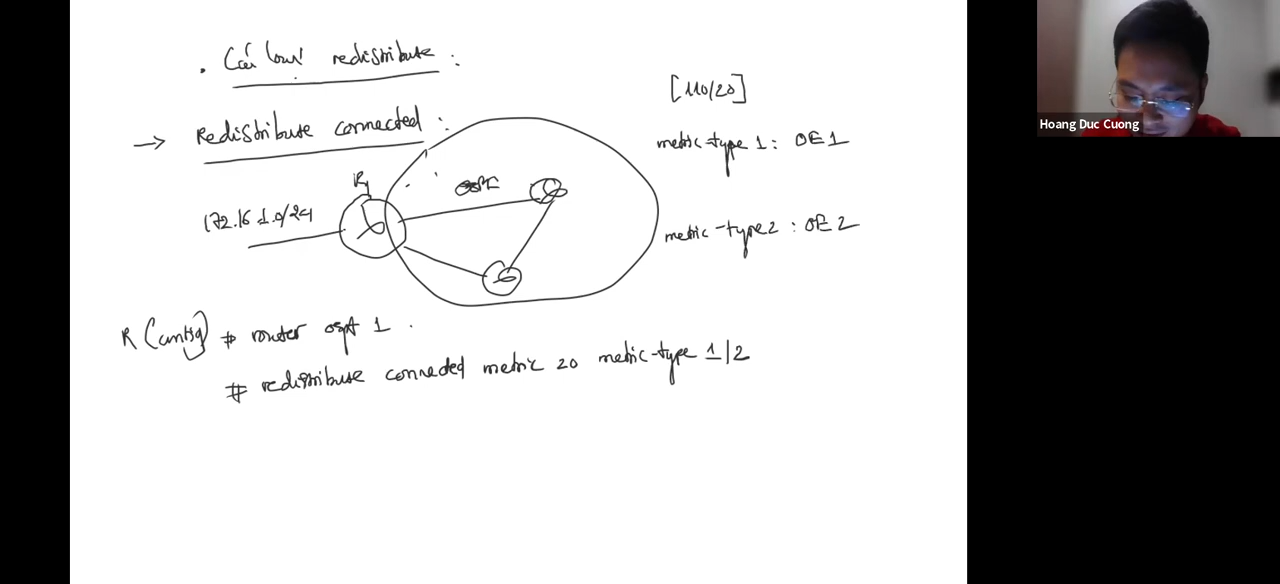 . Các loại redistribute :
→ Redistribute connected :
[110/20]
metric-type 1 : OE 1
R1
OSPF
172.16.1.0/24
metric-type 2 : OE 2
R (config) # router ospf 1 .
# redistribute connected metric 20 metric-type 1/2
Hoang Duc Cuong